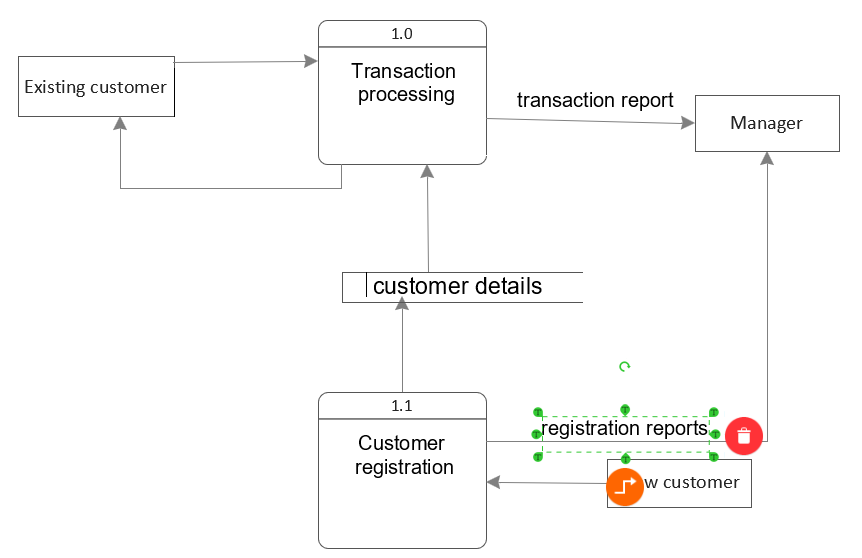 1.0
Transaction
processing
Existing customer
transaction report
Manager
customer details
1.1
Customer
registration
registration reports
w customer